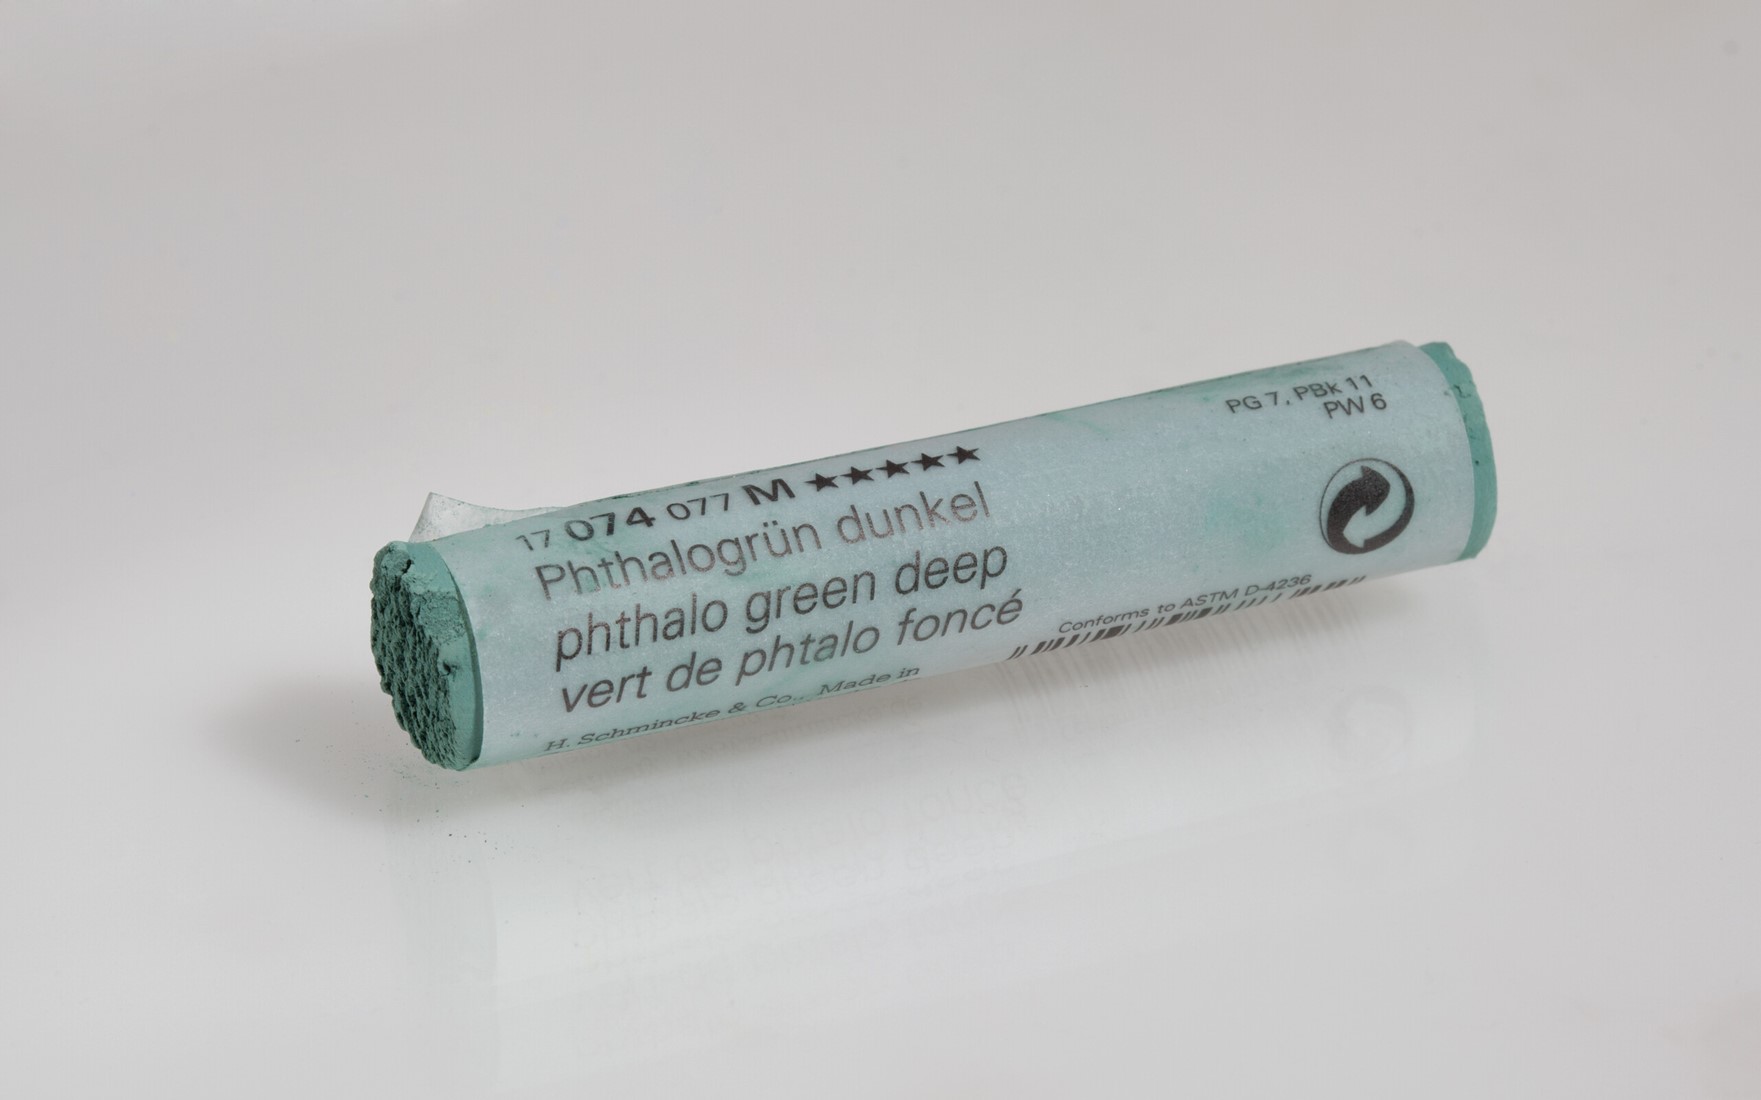 17 074 077 M ★★★★★
Phthalogrün dunkel
phthalo green deep
vert de phtalo foncé
H. Schmincke & Co., Made in
PG 7, PBk 11
PW 6
Conforms to ASTM D-4236